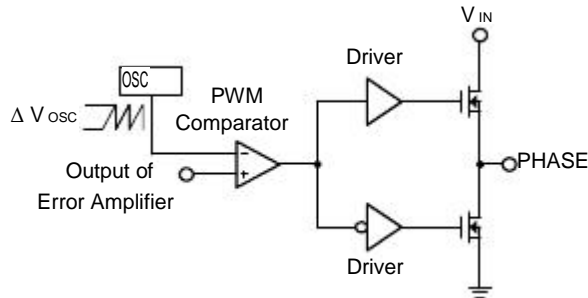 V IN
Driver
OSC
PWM
Comparator
Δ V OSC
Output of
Error Amplifier
PHASE
Driver